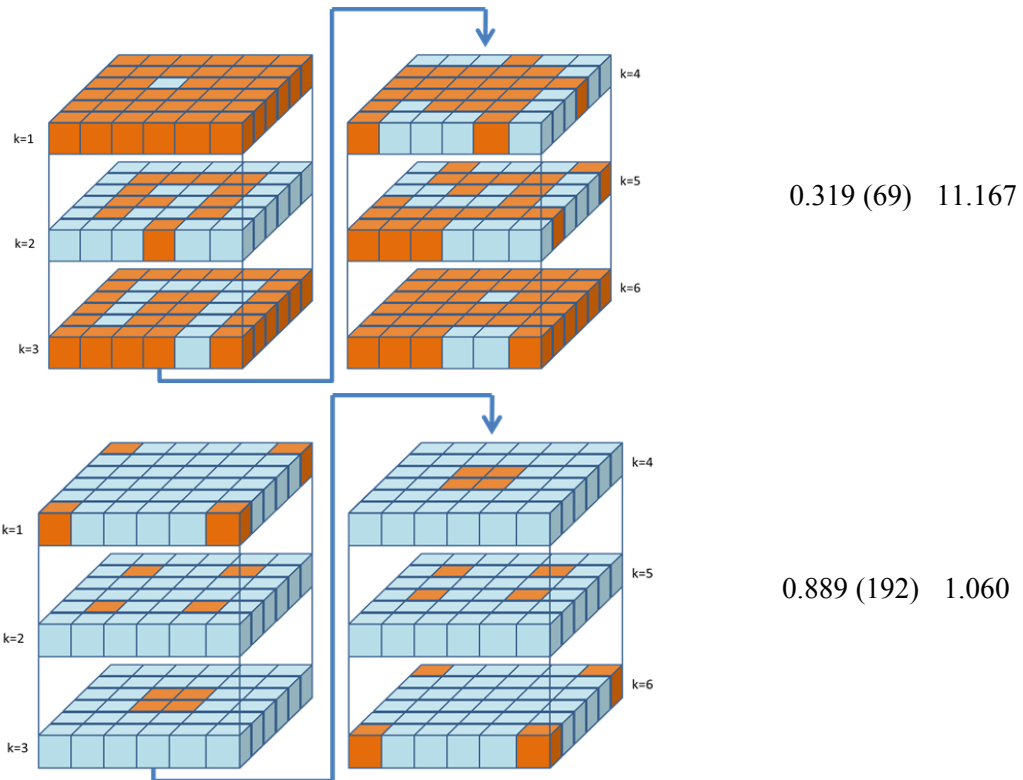 k=4
k=1
k=5
0.319 (69) 11.167
k=2
k=6
k=3
k=4
k=1
k=5
0.889 (192) 1.060
k=2
k=6
k=3